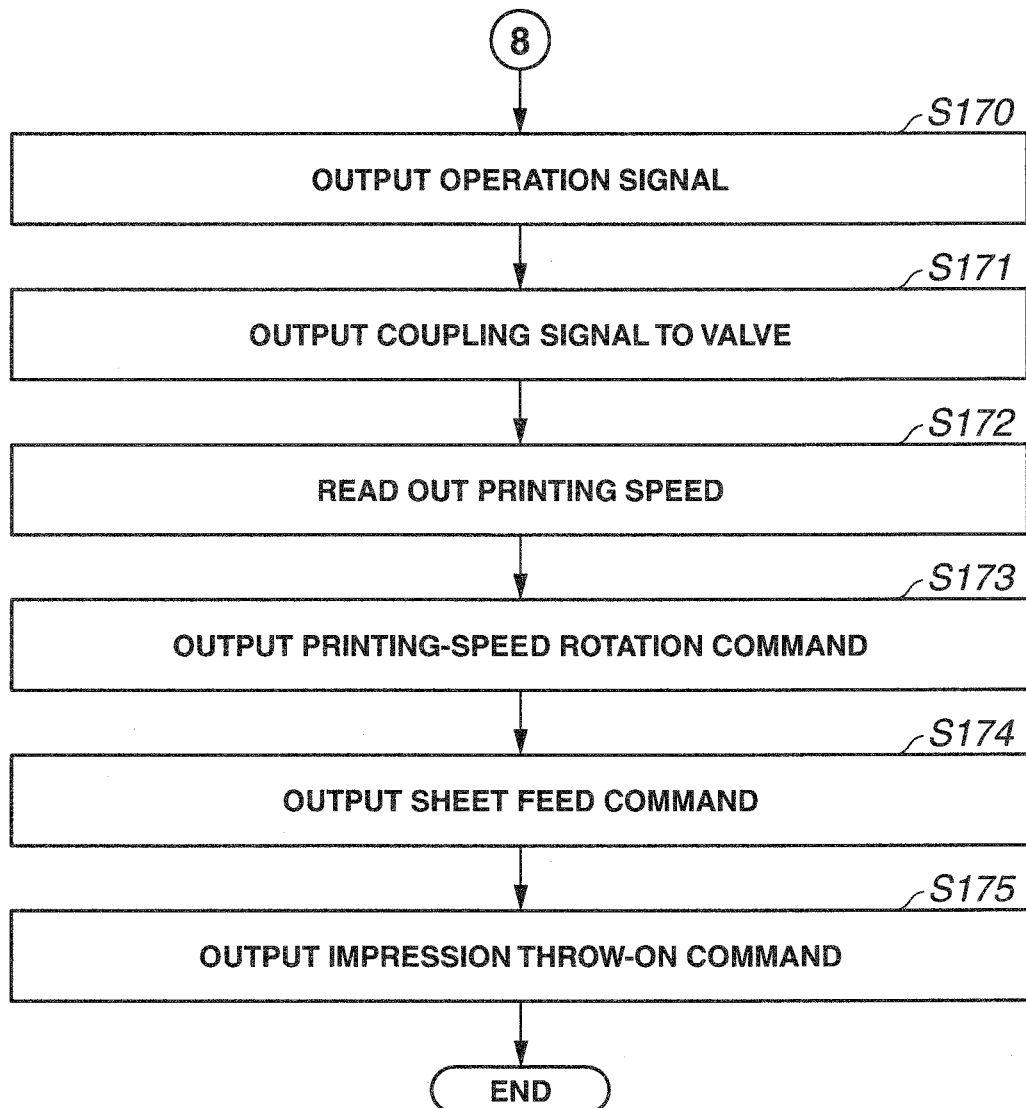 8
S170
OUTPUT OPERATION SIGNAL
S171
OUTPUT COUPLING SIGNAL TO VALVE
S172
READ OUT PRINTING SPEED
S173
OUTPUT PRINTING-SPEED ROTATION COMMAND
S174
OUTPUT SHEET FEED COMMAND
S175
OUTPUT IMPRESSION THROW-ON COMMAND
END